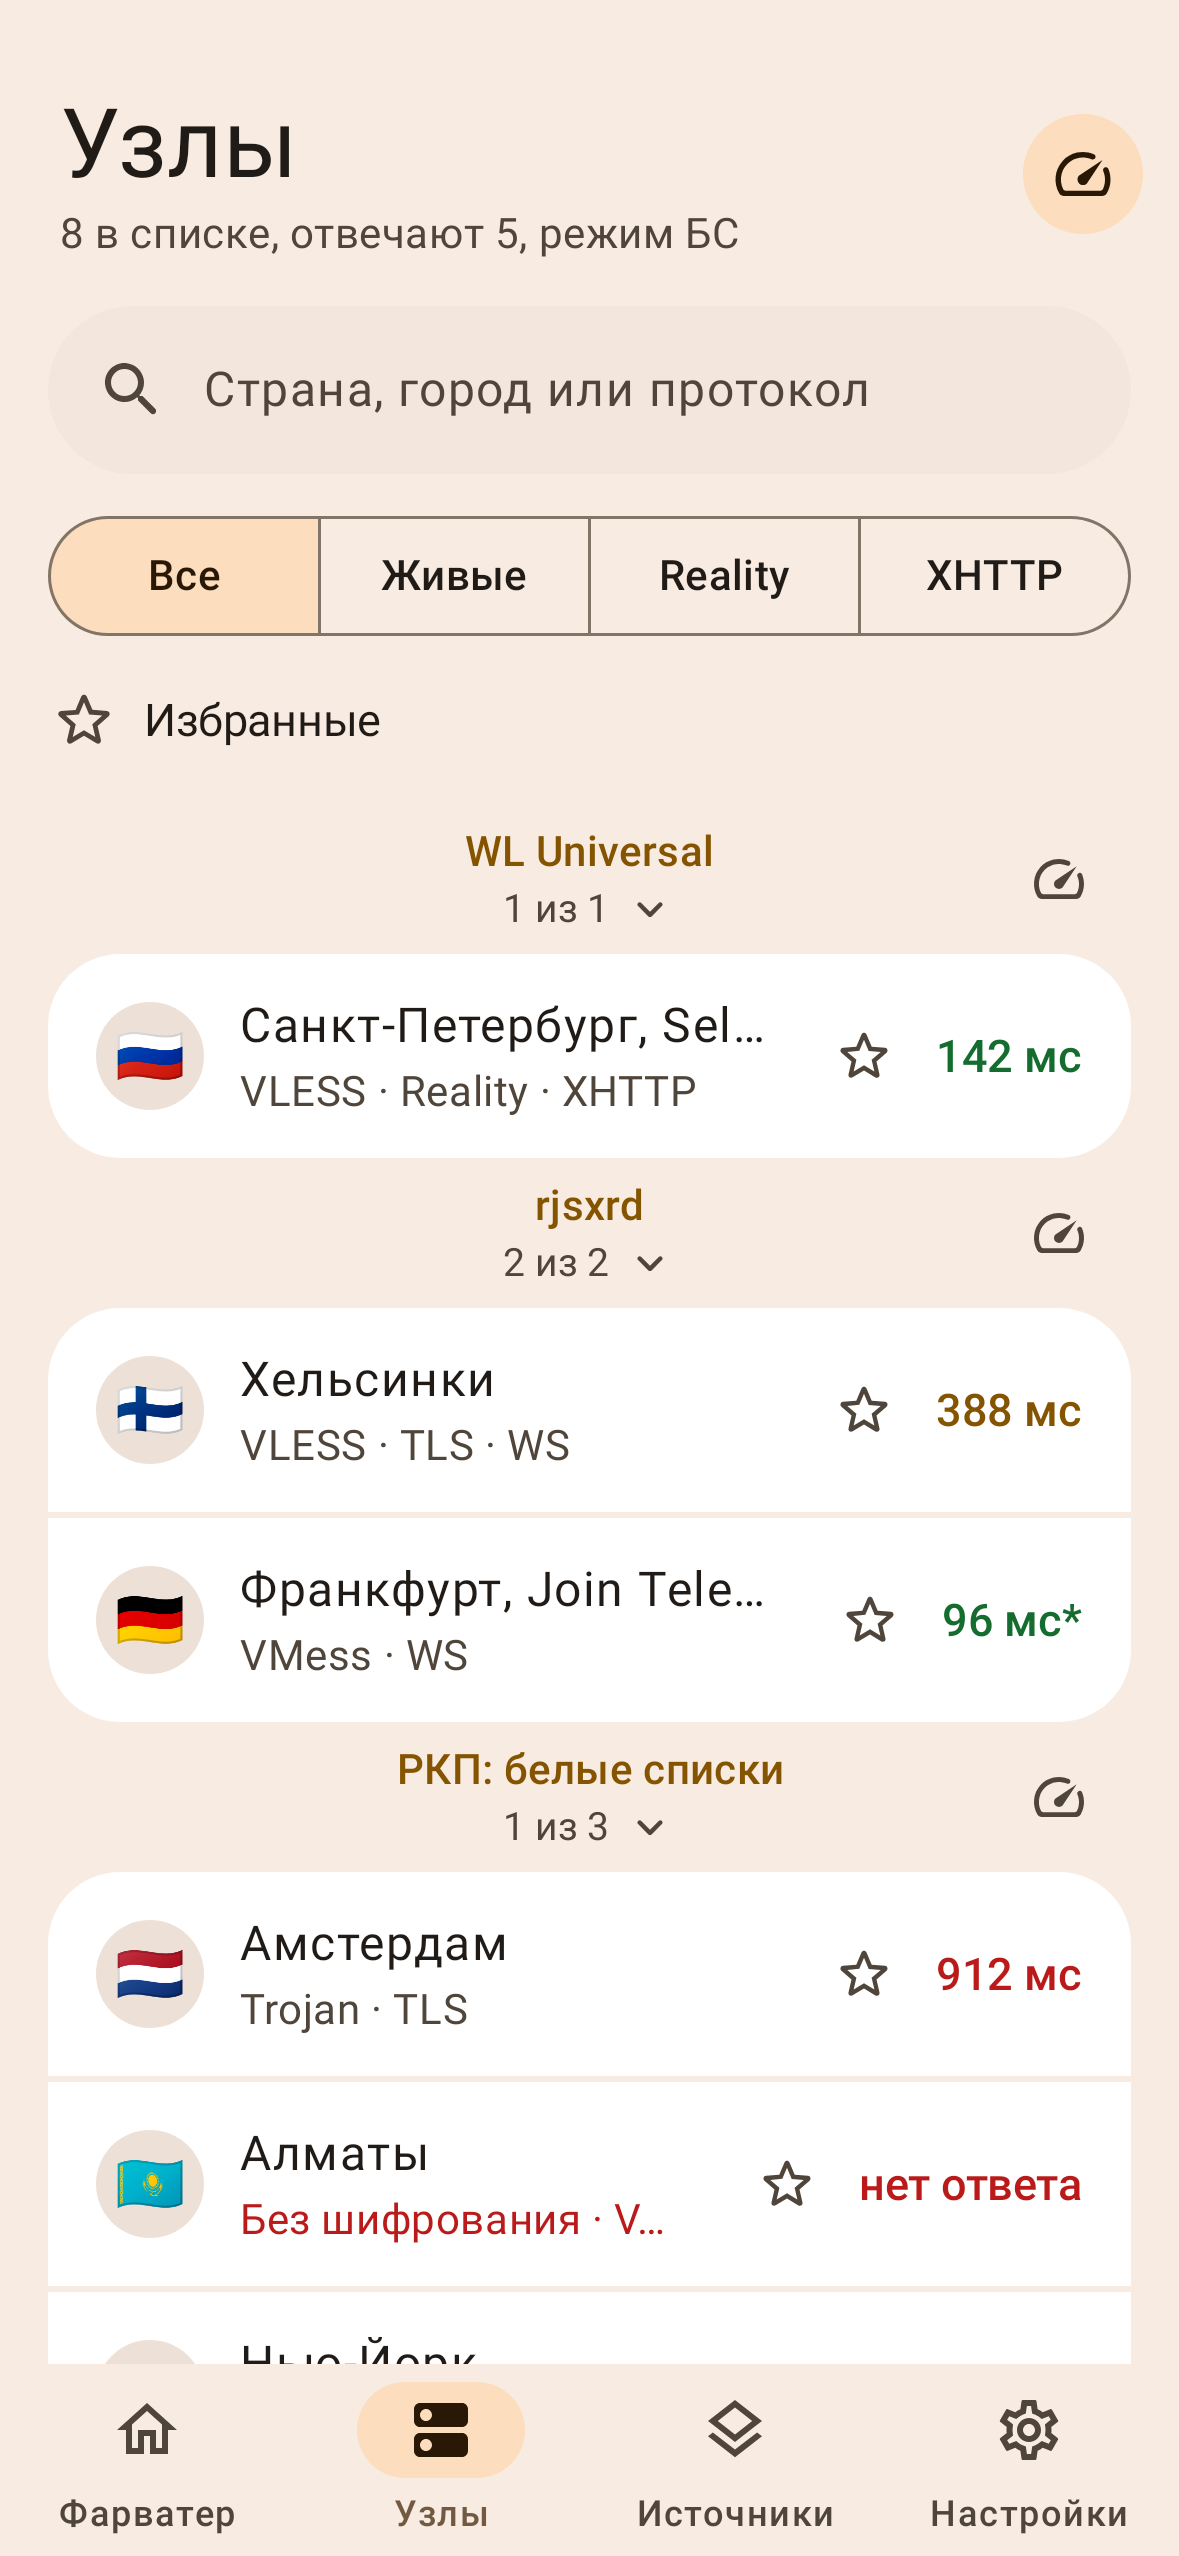 Узлы
8 в списке, отвечают 5, режим БС
Страна, город или протокол
Все
Живые
Reality
XHTTP
Избранные
WL Universal
1 из 1
Санкт-Петербург, Sel…
VLESS · Reality · XHTTP
142 мс
rjsxrd
2 из 2
Хельсинки
VLESS · TLS · WS
388 мс
Франкфурт, Join Tele…
VMess · WS
96 мс*
РКП: белые списки
1 из 3
Амстердам
Trojan · TLS
912 мс
Алматы
Без шифрования · V…
нет ответа
Нью-Йорк
Фарватер
Узлы
Источники
Настройки